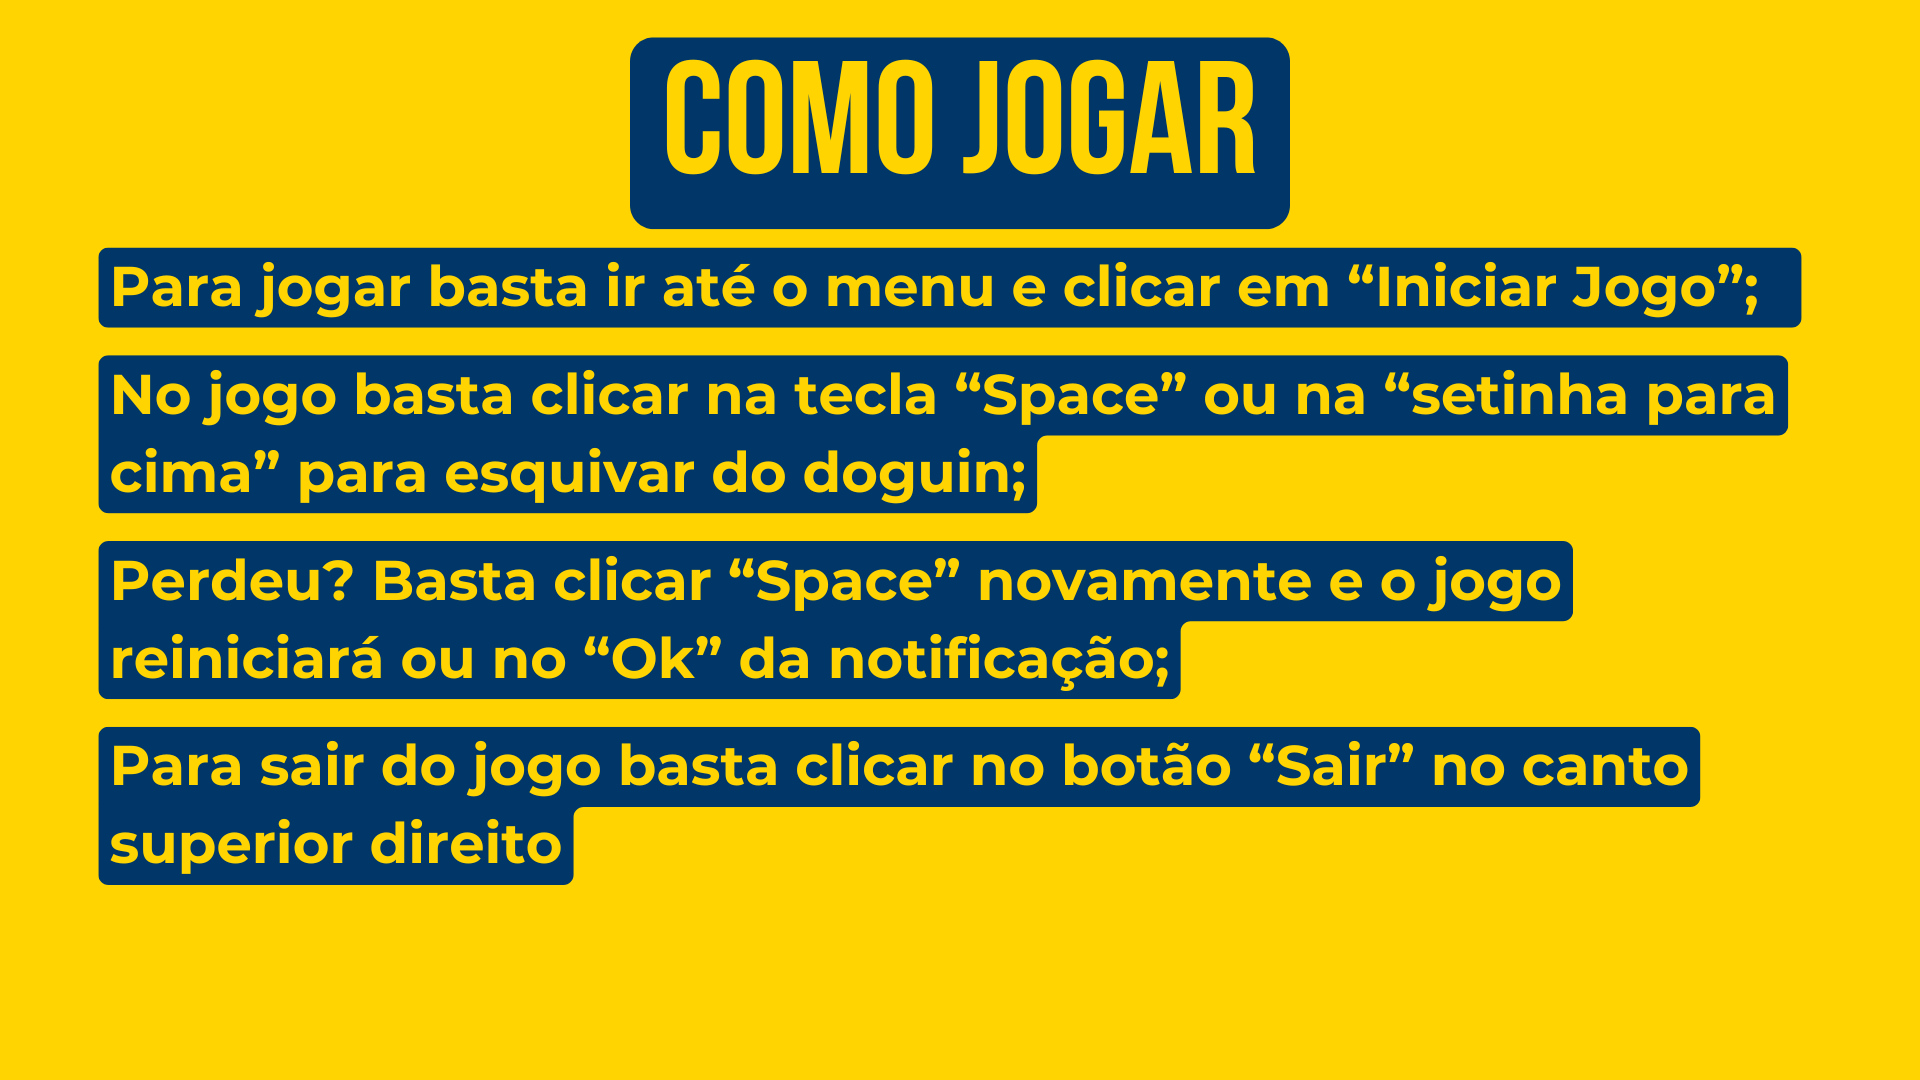 COMO JOGAR
Para jogar basta ir até o menu e clicar em “Iniciar Jogo”;
No jogo basta clicar na tecla “Space” ou na “setinha para
cima” para esquivar do doguin;
Perdeu? Basta clicar “Space” novamente e o jogo
reiniciará ou no “Ok” da notificação;
Para sair do jogo basta clicar no botão “Sair” no canto
superior direito